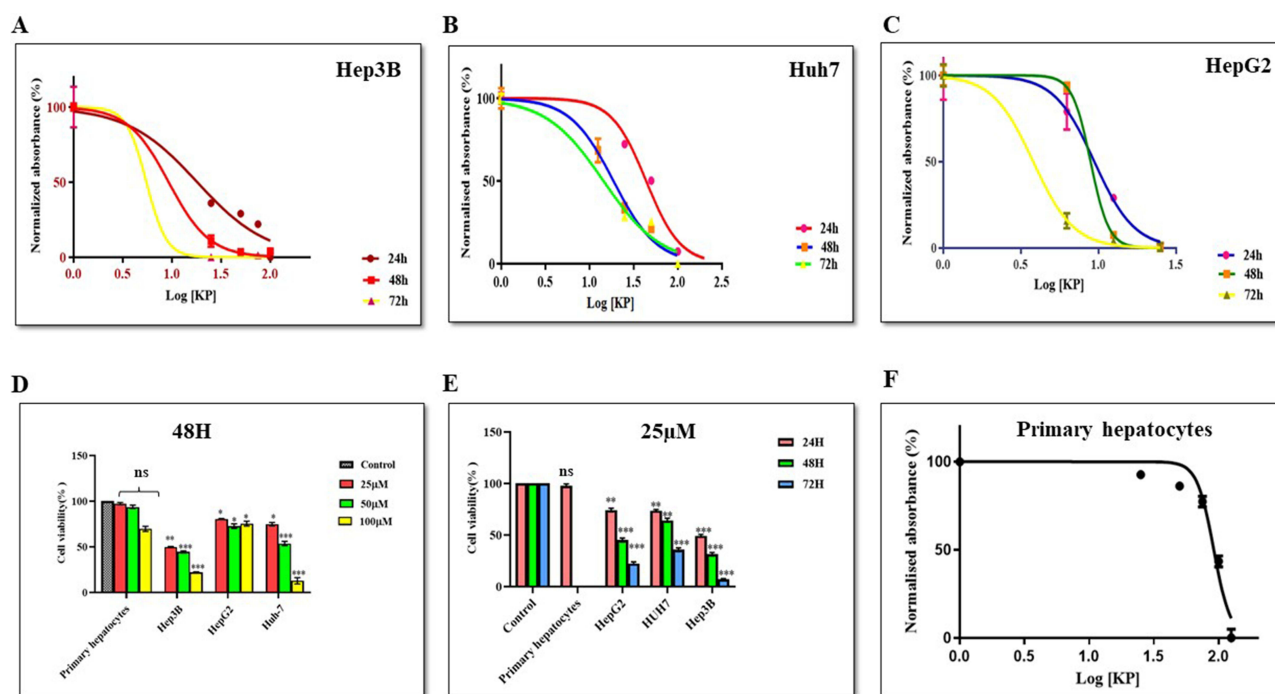 A
Hep3B
Normalized absorbance (%)
100
50
0
0.0 0.5 1.0 1.5 2.0
Log [KP]
24h
48h
72h
B
Huh7
Normalised absorbance (%)
100
50
0
0.0 0.5 1.0 1.5 2.0 2.5
Log [KP]
24h
48h
72h
C
HepG2
Normalized absorbance (%)
100
50
0
0.0 0.5 1.0 1.5
Log [KP]
24h
48h
72h
D
48H
Cell viability(% )
150
100
50
0
ns
** *** ***
* * *
* *** ***
Primary hepatocytes
Hep3B
HepG2
Huh-7
Control
25µM
50µM
100µM
E
25µM
Cell viability(% )
150
100
50
0
ns
** *** ***
** ** ***
*** *** ***
Control
Primary hepatocytes
HepG2
HUH7
Hep3B
24H
48H
72H
F
Primary hepatocytes
Normalised absorbance (%)
100
50
0
0.0 0.5 1.0 1.5 2.0
Log [KP]